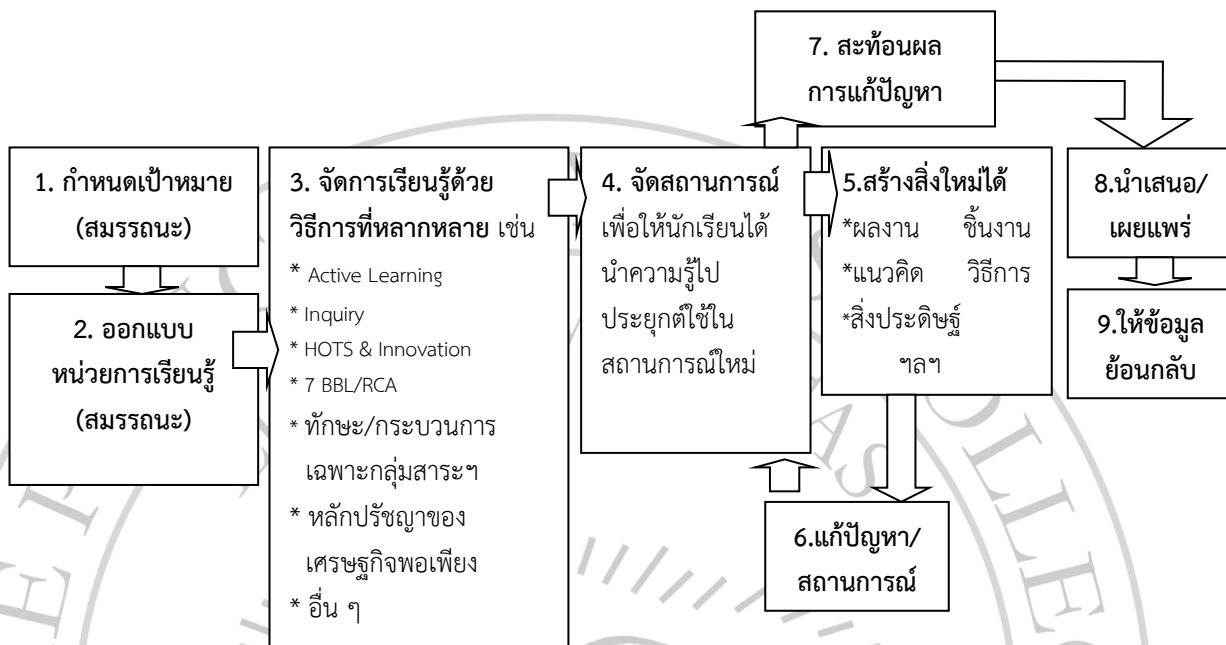 7. สะท้อนผล
การแก้ปัญหา
1. กำหนดเป้าหมาย
(สมรรถนะ)
2. ออกแบบ
หน่วยการเรียนรู้
(สมรรถนะ)
3. จัดการเรียนรู้ด้วย
วิธีการที่หลากหลาย เช่น
* Active Learning
* Inquiry
* HOTS & Innovation
* 7 BBL/RCA
* ทักษะ/กระบวนการ
เฉพาะกลุ่มสาระฯ
* หลักปรัชญาของ
เศรษฐกิจพอเพียง
* อื่น ๆ
4. จัดสถานการณ์
เพื่อให้นักเรียนได้
นำความรู้ไป
ประยุกต์ใช้ใน
สถานการณ์ใหม่
5.สร้างสิ่งใหม่ได้
*ผลงาน ชิ้นงาน
*แนวคิด วิธีการ
*สิ่งประดิษฐ์
ฯลฯ
6.แก้ปัญหา/
สถานการณ์
8.นำเสนอ/
เผยแพร่
9.ให้ข้อมูล
ย้อนกลับ